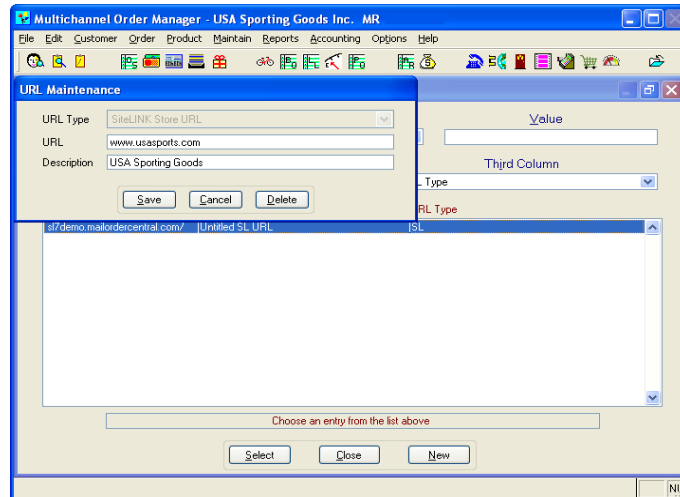 Multichannel Order Manager - USA Sporting Goods Inc. MR
File Edit Customer Order Product Maintain Reports Accounting Options Help
URL Maintenance
URL Type SiteLINK Store URL
URL www.usasports.com
Description USA Sporting Goods
Save Cancel Delete
Value
Third Column
Type
RL Type
sl7demo.mailordercentral.com/ |Untitled SL URL |SL
Choose an entry from the list above
Select Close New